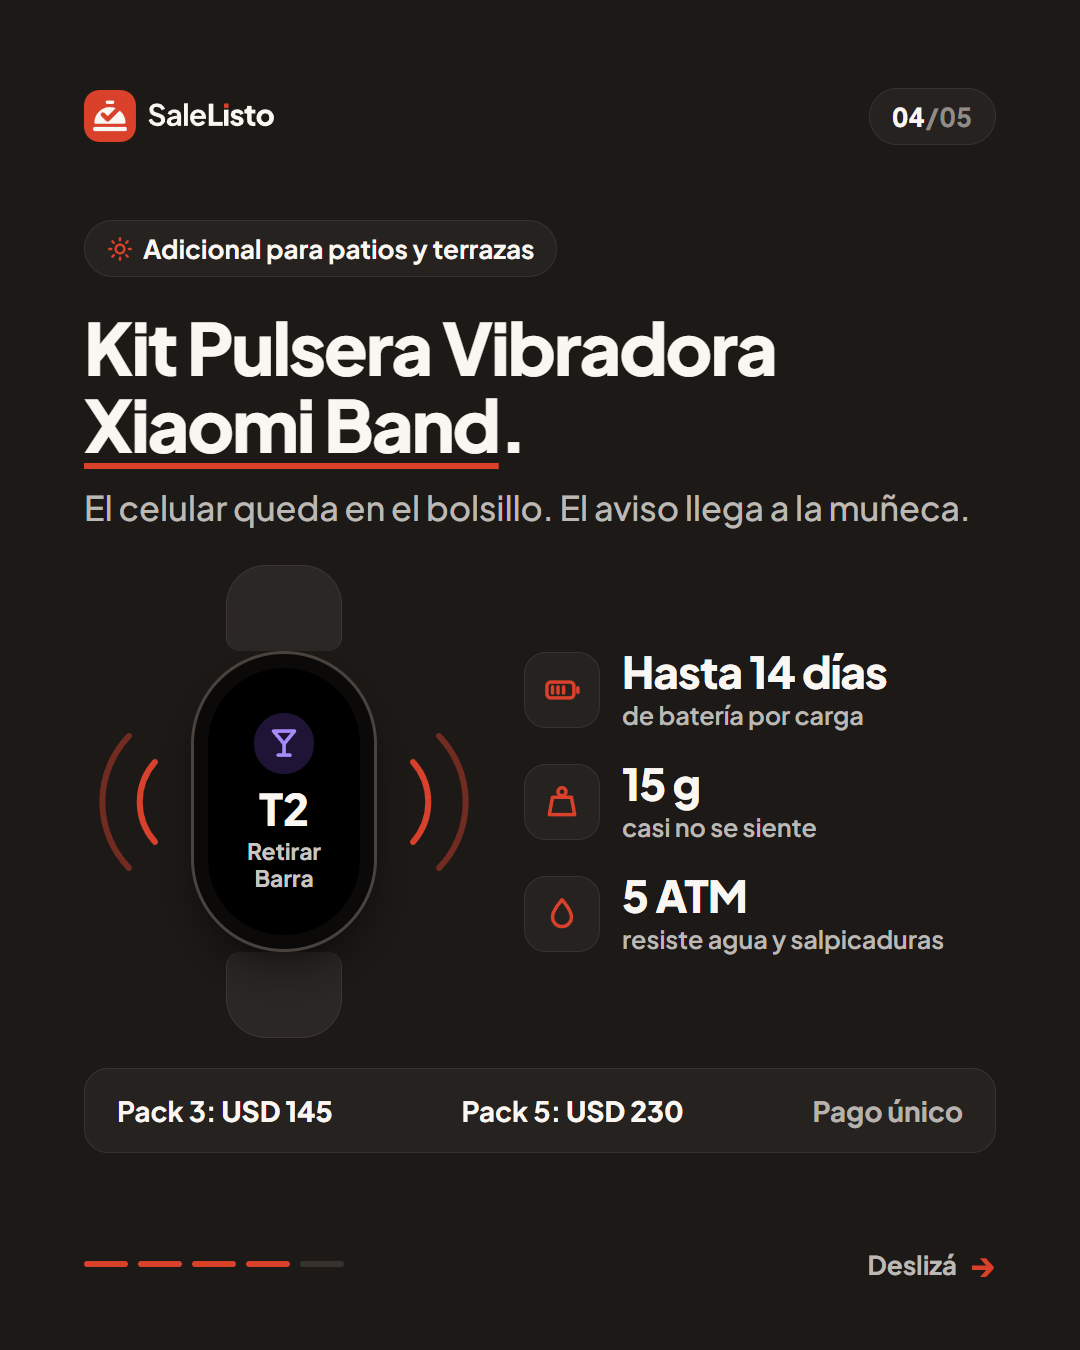 SaleListo
04/05
Adicional para patios y terrazas
Kit Pulsera Vibradora
Xiaomi Band.
El celular queda en el bolsillo. El aviso llega a la muñeca.
T2
Retirar
Barra
Hasta 14 días
de batería por carga
15 g
casi no se siente
5 ATM
resiste agua y salpicaduras
Pack 3: USD 145
Pack 5: USD 230
Pago único
Deslizá →